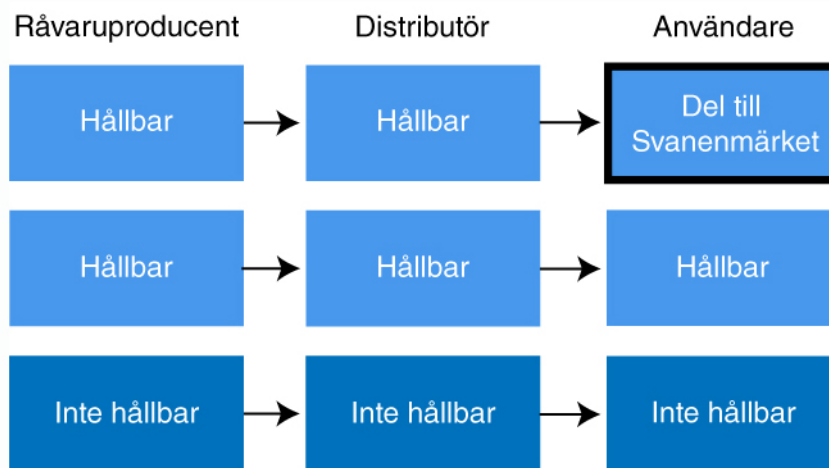 Råvaruproducent Distributör Användare
Hållbar Hållbar Del till
Svanenmärket
Hållbar Hållbar Hållbar
Inte hållbar Inte hållbar Inte hållbar